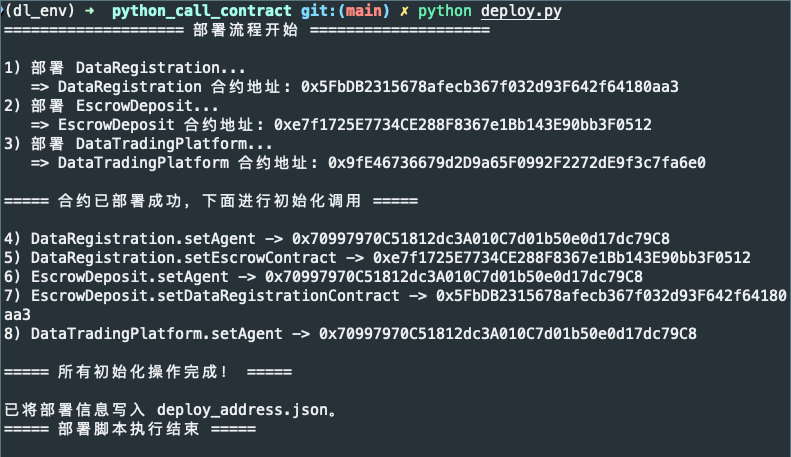 (dl_env) ➜  python_call_contract git:(main) ✗ python deploy.py
==================== 部署流程开始 ====================

1) 部署 DataRegistration...
   => DataRegistration 合约地址: 0x5FbDB2315678afecb367f032d93F642f64180aa3
2) 部署 EscrowDeposit...
   => EscrowDeposit 合约地址: 0xe7f1725E7734CE288F8367e1Bb143E90bb3F0512
3) 部署 DataTradingPlatform...
   => DataTradingPlatform 合约地址: 0x9fE46736679d2D9a65F0992F2272dE9f3c7fa6e0

===== 合约已部署成功, 下面进行初始化调用 =====

4) DataRegistration.setAgent -> 0x70997970C51812dc3A010C7d01b50e0d17dc79C8
5) DataRegistration.setEscrowContract -> 0xe7f1725E7734CE288F8367e1Bb143E90bb3F0512
6) EscrowDeposit.setAgent -> 0x70997970C51812dc3A010C7d01b50e0d17dc79C8
7) EscrowDeposit.setDataRegistrationContract -> 0x5FbDB2315678afecb367f032d93F642f64180
aa3
8) DataTradingPlatform.setAgent -> 0x70997970C51812dc3A010C7d01b50e0d17dc79C8

===== 所有初始化操作完成！ =====

已将部署信息写入 deploy_address.json。
===== 部署脚本执行结束 =====